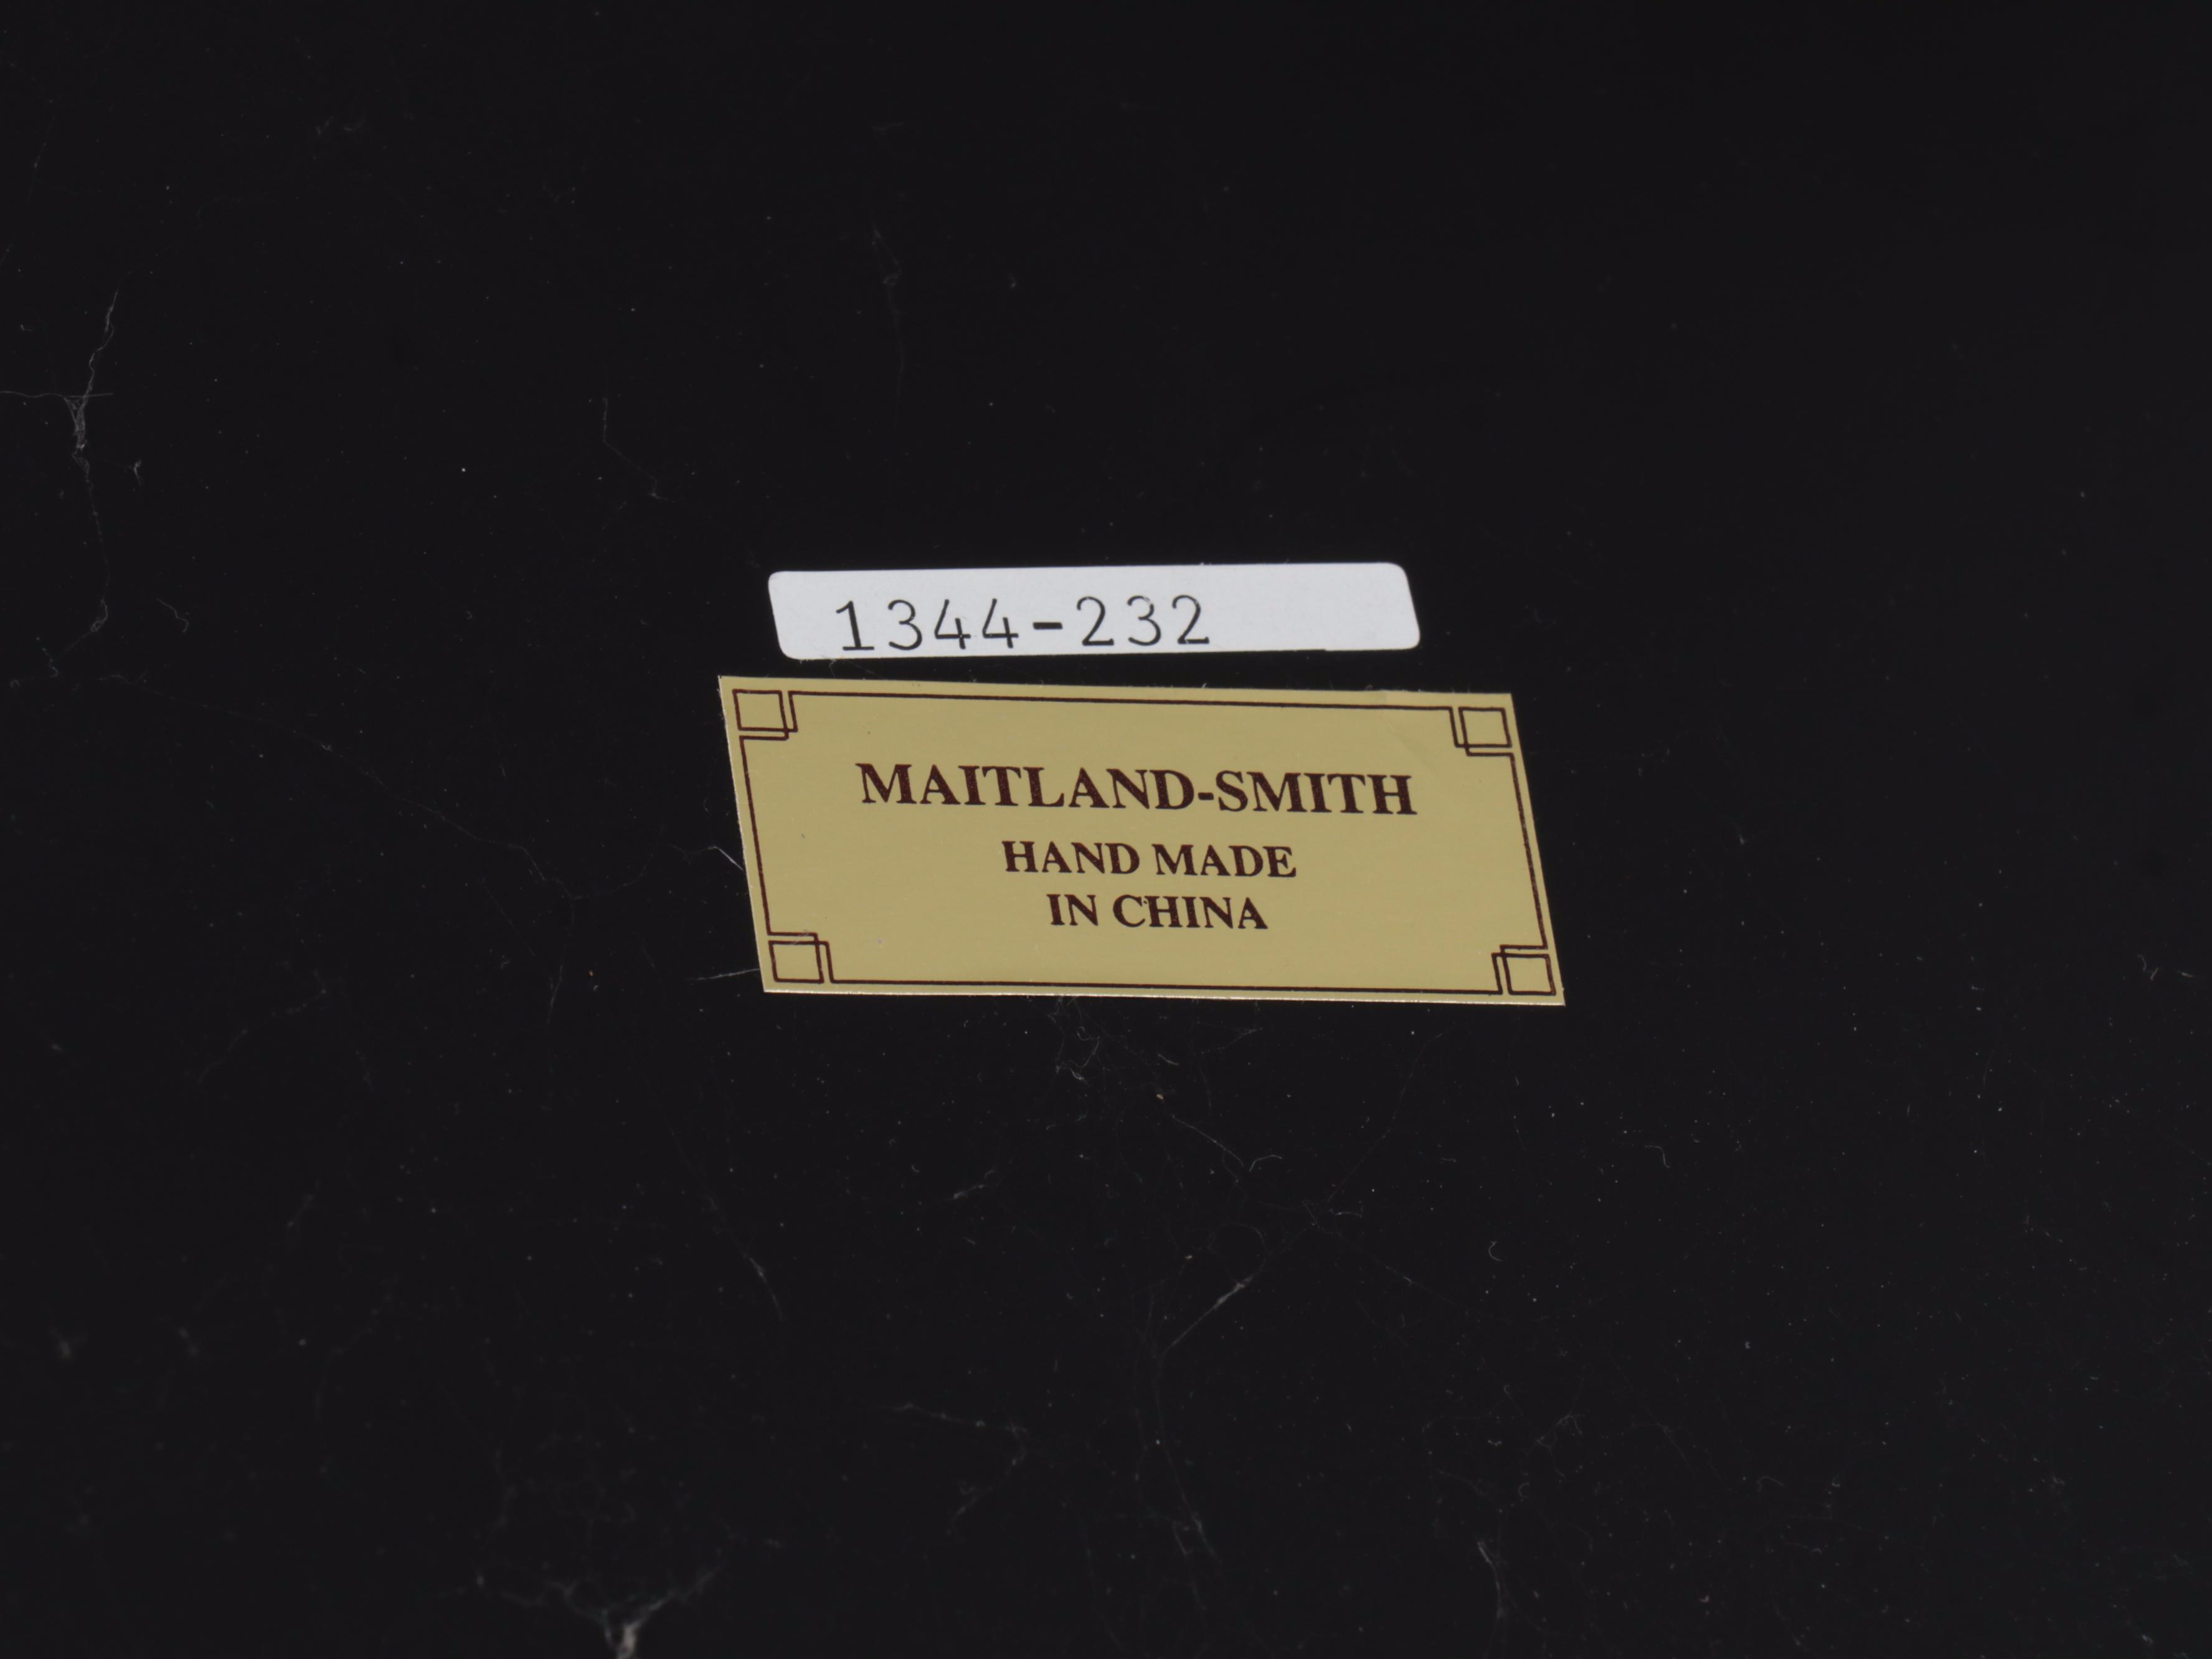 1344-232
MAITLAND-SMITH
HAND MADE
IN CHINA